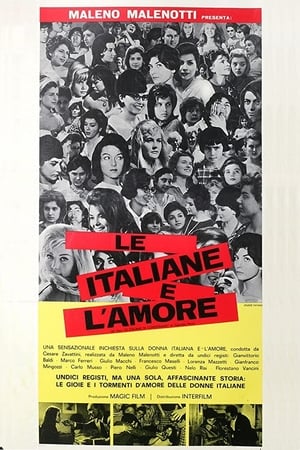 MALENO MALENOTTI PRESENTA:
LE
ITALIANE
E
L'AMORE
UNA SENSAZIONALE INCHIESTA SULLA DONNA ITALIANA E L'AMORE, condotta da
Cesare Zavattini, realizzata da Maleno Malenotti e diretta da undici registi: Gianvittorio
Baldi Marco Ferreri Giulio Macchi Francesco Maselli Lorenza Mazzetti Gianfranco
Mingozzi Carlo Musso Piero Nelli Giulio Questi Nelo Risi Florestano Vancini
UNDICI REGISTI, MA UNA SOLA, AFFASCINANTE STORIA:
LE GIOIE E I TORMENTI D'AMORE DELLE DONNE ITALIANE
Produzione MAGIC FILM Distribuzione INTERFILM